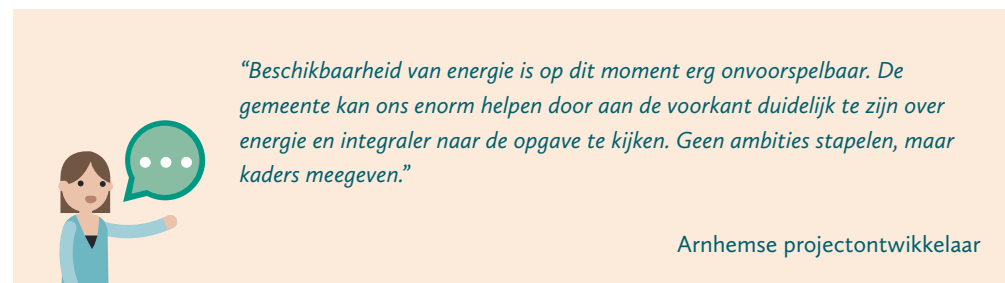 “Beschikbaarheid van energie is op dit moment erg onvoorspelbaar. De
gemeente kan ons enorm helpen door aan de voorkant duidelijk te zijn over
energie en integraler naar de opgave te kijken. Geen ambities stapelen, maar
kaders meegeven.”
Arnhemse projectontwikkelaar